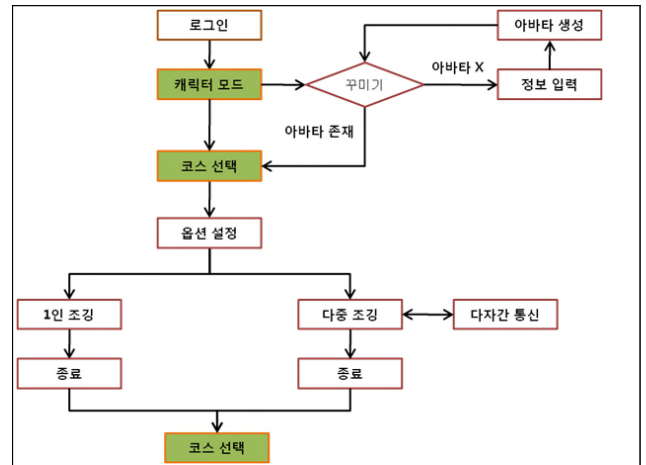 로그인
아바타 생성
캐릭터 모드
꾸미기
아바타 X
정보 입력
아바타 존재
코스 선택
옵션 설정
1인 조깅
다중 조깅
다자간 통신
종료
종료
코스 선택